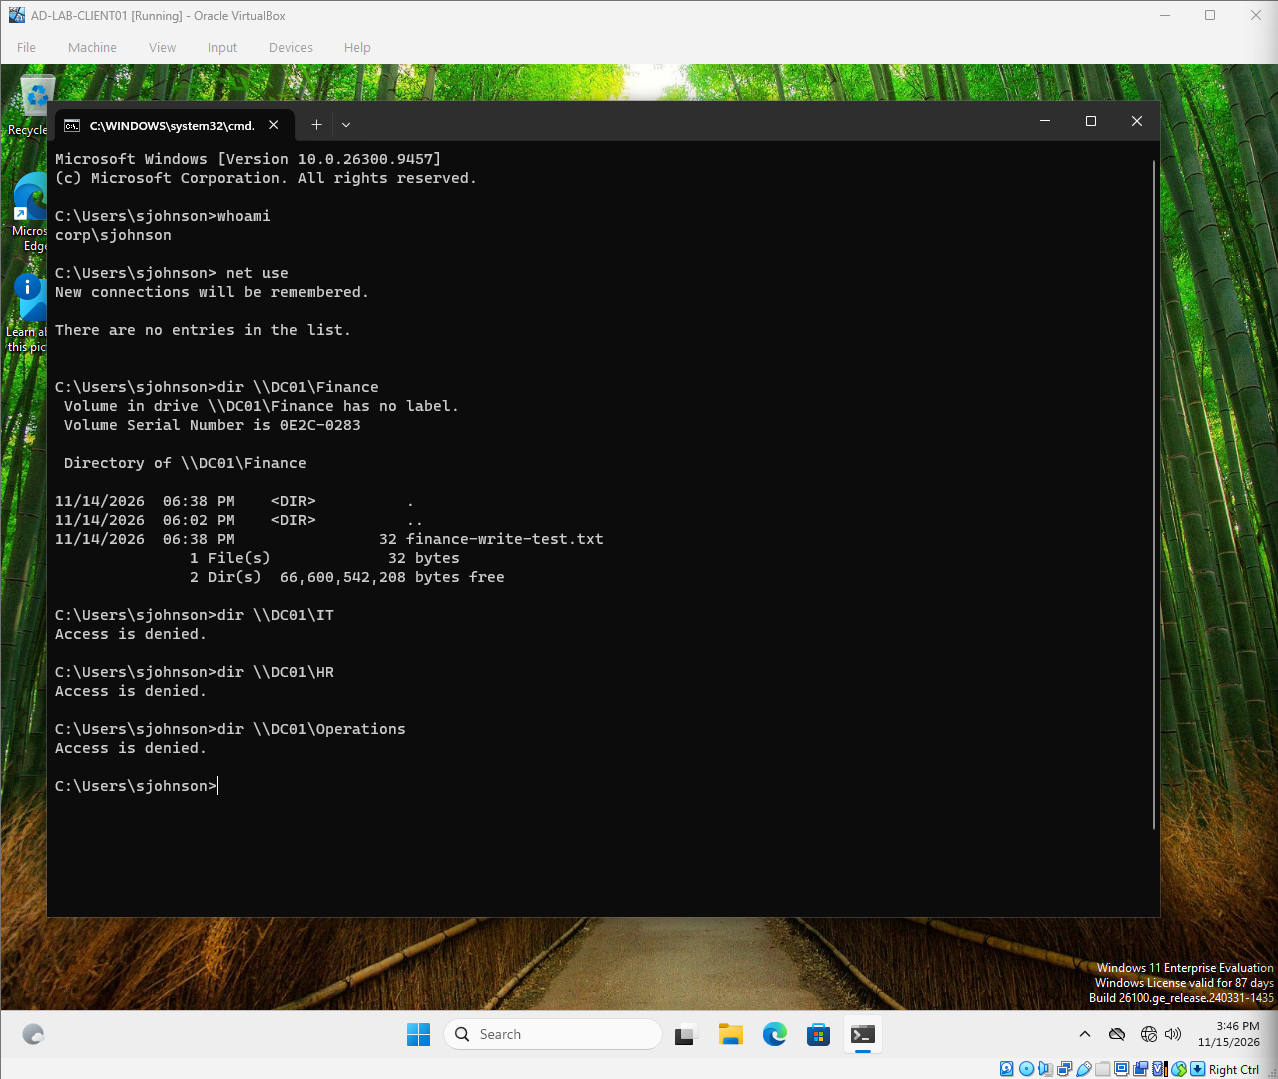 AD-LAB-CLIENT01 [Running] - Oracle VirtualBox
File Machine View Input Devices Help
Recycle
Micros
Edge
Learn ab
this pic
C:\WINDOWS\system32\cmd.
Microsoft Windows [Version 10.0.26300.9457]
(c) Microsoft Corporation. All rights reserved.
C:\Users\sjohnson>whoami
corp\sjohnson
C:\Users\sjohnson> net use
New connections will be remembered.
There are no entries in the list.
C:\Users\sjohnson>dir \\DC01\Finance
Volume in drive \\DC01\Finance has no label.
Volume Serial Number is 0E2C-0283
Directory of \\DC01\Finance
11/14/2026 06:38 PM <DIR> .
11/14/2026 06:02 PM <DIR> ..
11/14/2026 06:38 PM 32 finance-write-test.txt
1 File(s) 32 bytes
2 Dir(s) 66,600,542,208 bytes free
C:\Users\sjohnson>dir \\DC01\IT
Access is denied.
C:\Users\sjohnson>dir \\DC01\HR
Access is denied.
C:\Users\sjohnson>dir \\DC01\Operations
Access is denied.
C:\Users\sjohnson>
Windows 11 Enterprise Evaluation
Windows License valid for 87 days
Build 26100.ge_release.240331-1435
Search
3:46 PM
11/15/2026
Right Ctrl